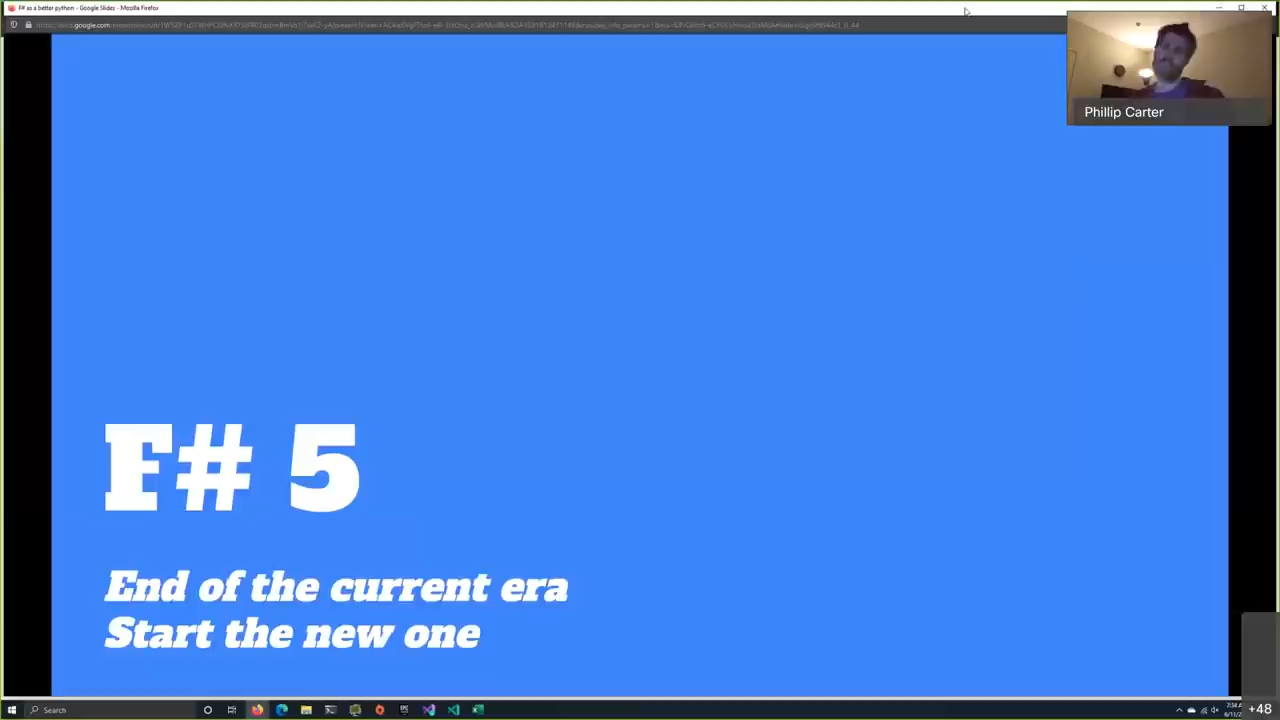 F# as a better python - Google Slides - Mozilla Firefox
Phillip Carter
F# 5
End of the current era
Start the new one
Search
+48